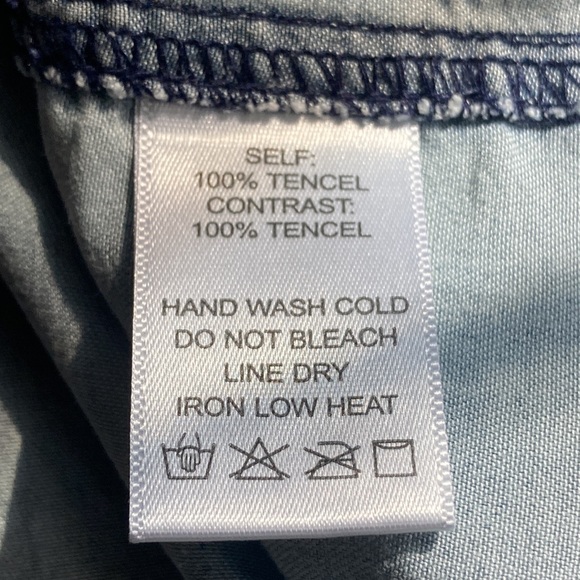 SELF:
100% TENCEL
CONTRAST:
100% TENCEL
HAND WASH COLD
DO NOT BLEACH
LINE DRY
IRON LOW HEAT